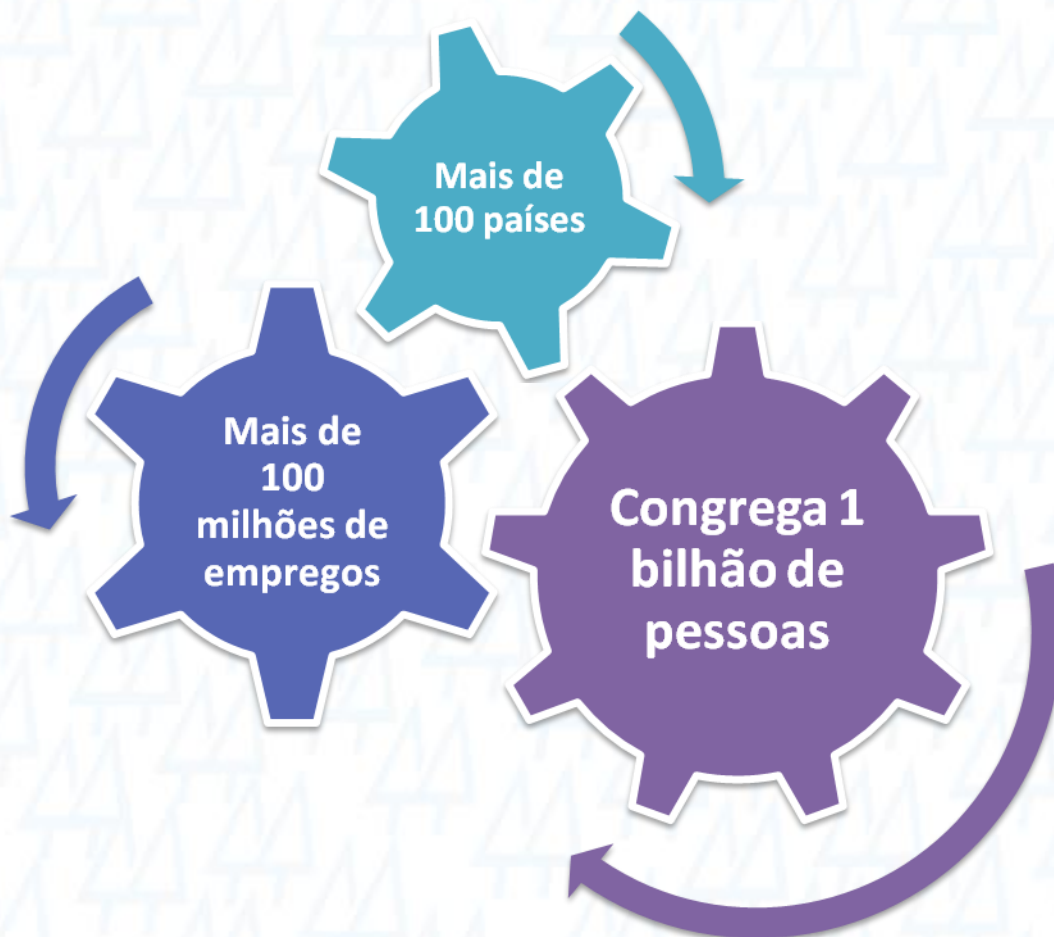 Mais de
100 países
Mais de
100
milhões de
empregos
Congrega 1
bilhão de
pessoas